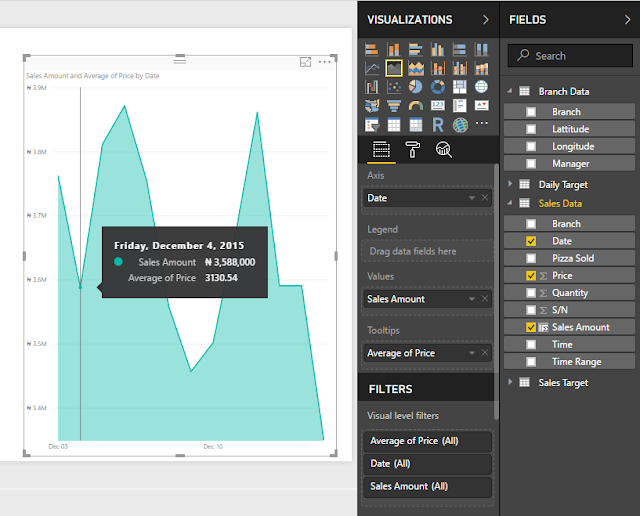 VISUALIZATIONS
FIELDS
Search
Sales Amount and Average of Price by Date
₦3.9M
₦3.8M
₦3.7M
₦3.6M
₦3.5M
₦3.4M
Dec 03
Dec 10
Friday, December 4, 2015
Sales Amount ₦3,588,000
Average of Price 3130.54
R
123
Axis
Date
Legend
Drag data fields here
Values
Sales Amount
Tooltips
Average of Price
FILTERS
Visual level filters
Average of Price (All)
Date (All)
Sales Amount (All)
Branch Data
Branch
Lattitude
Longitude
Manager
Daily Target
Sales Data
Branch
Date
Pizza Sold
Σ Price
Σ Quantity
Σ S/N
Sales Amount
Time
Time Range
Sales Target